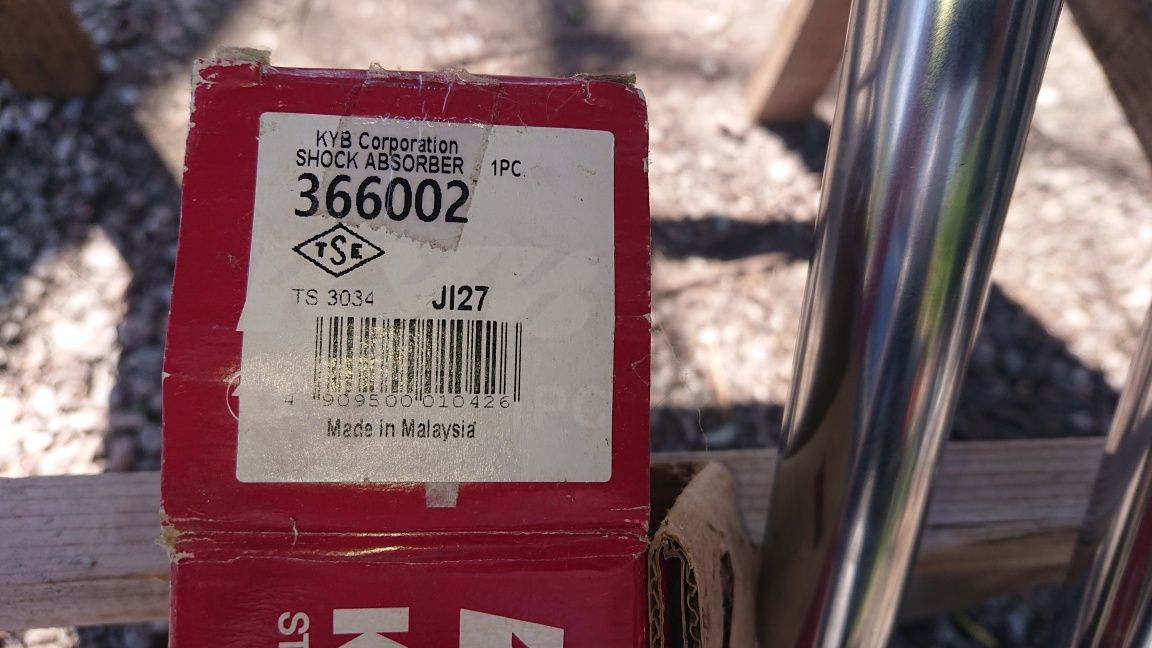 KYB Corporation
SHOCK ABSORBER 1PC.
366002
TSE
TS 3034 JI27
4 909500 010426
Made in Malaysia